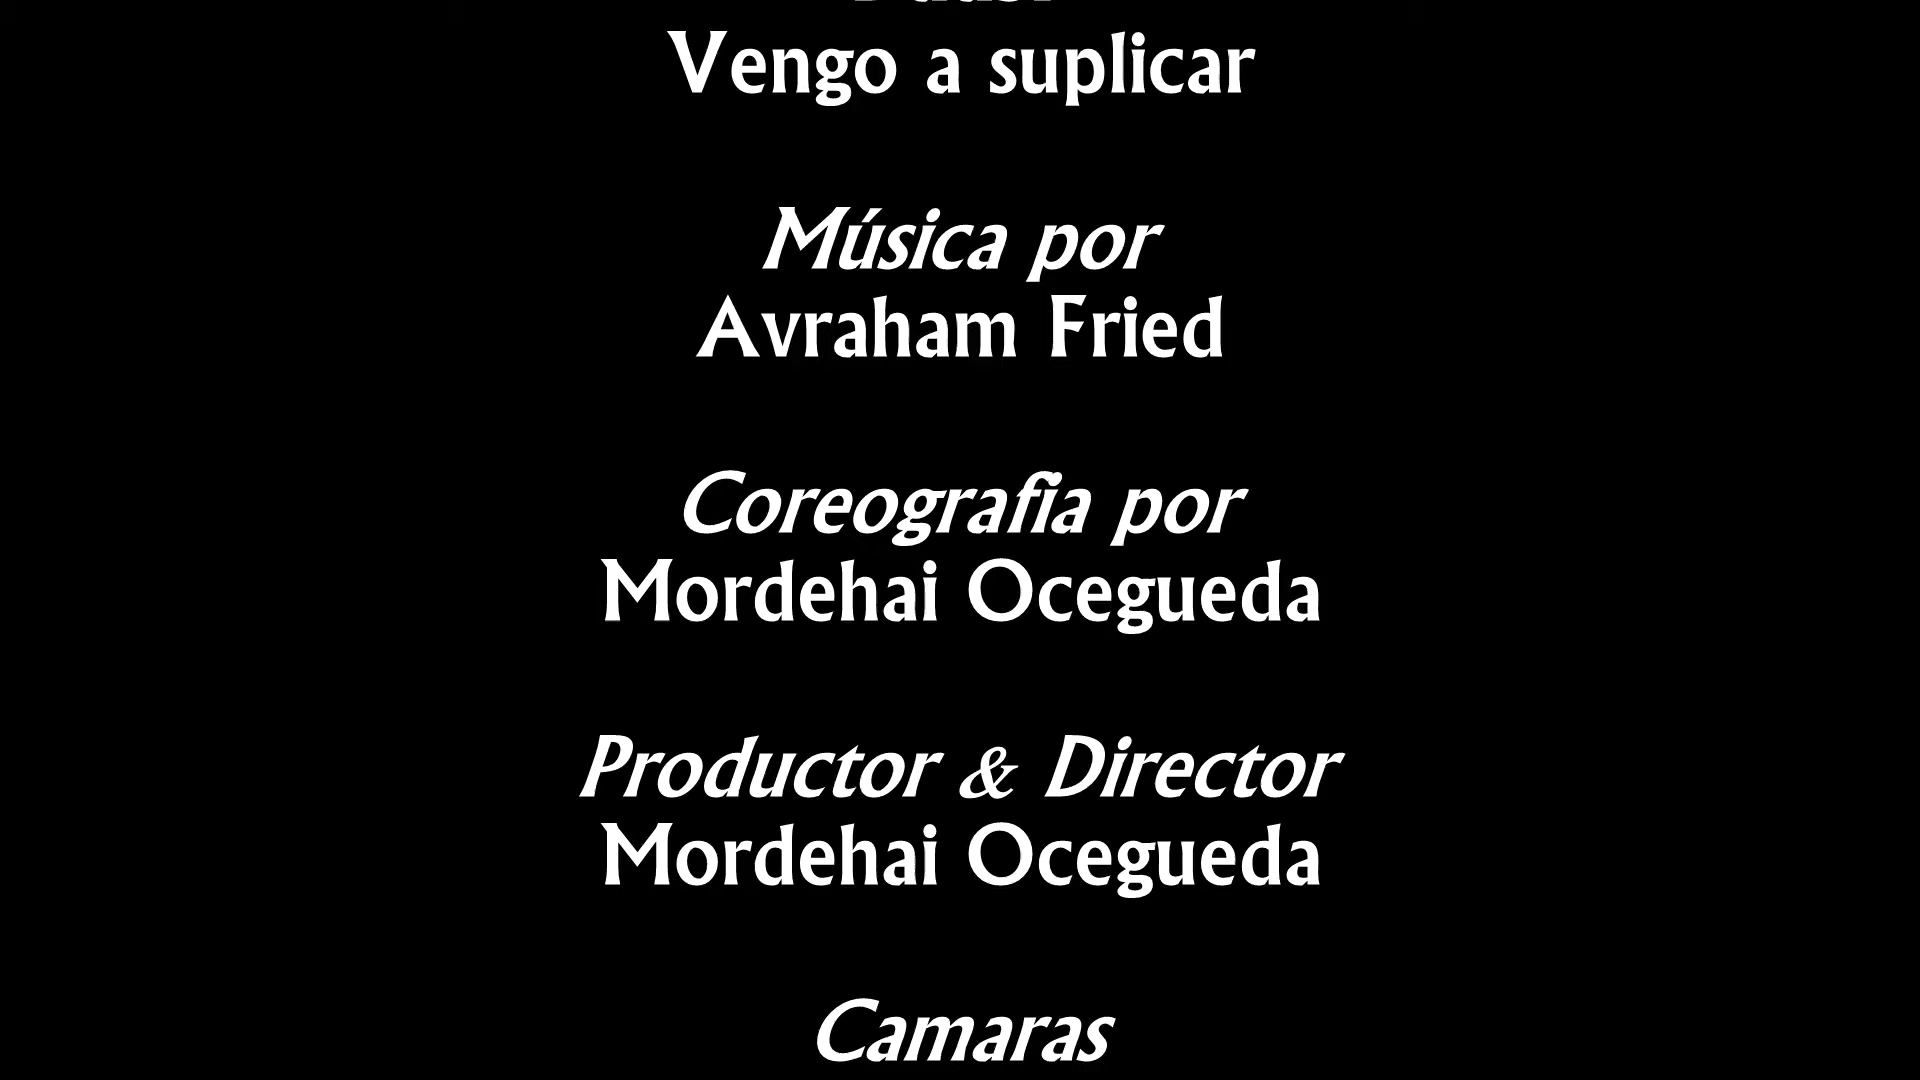 Vengo a suplicar
Música por
Avraham Fried
Coreografia por
Mordehai Ocegueda
Productor & Director
Mordehai Ocegueda
Camaras